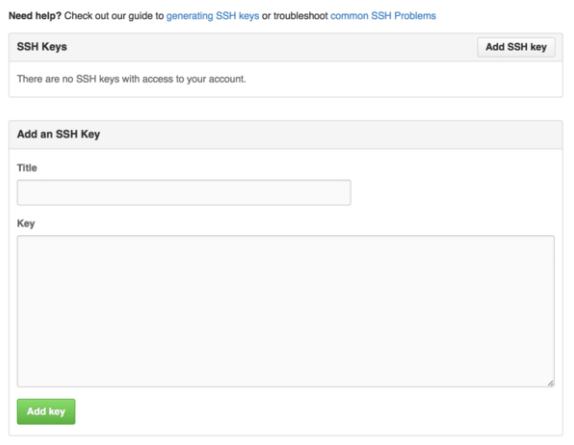 Need help? Check out our guide to generating SSH keys or troubleshoot common SSH Problems
SSH Keys
Add SSH key
There are no SSH keys with access to your account.
Add an SSH Key
Title
Key
Add key